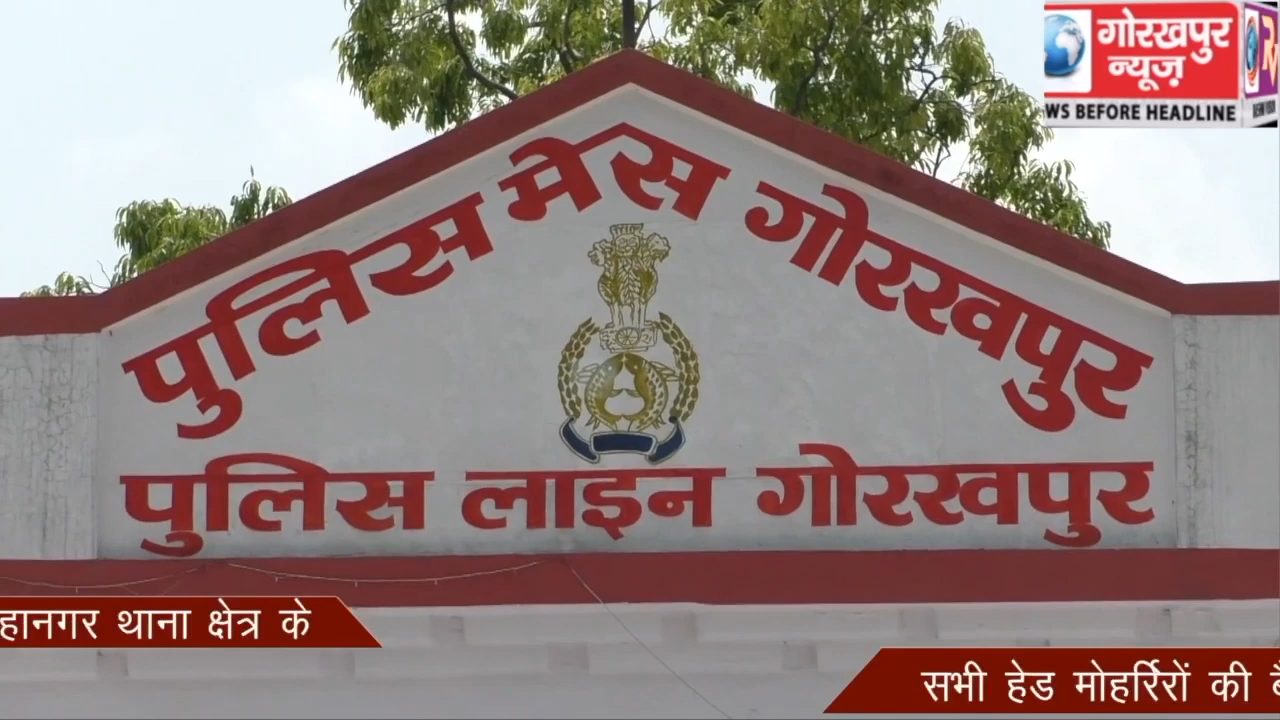 गोरखपुर
न्यूज़
WS BEFORE HEADLINE
पुलिस मेस गोरखपुर
पुलिस लाइन गोरखपुर
हानगर थाना क्षेत्र के
सभी हेड मोहर्रिरों की